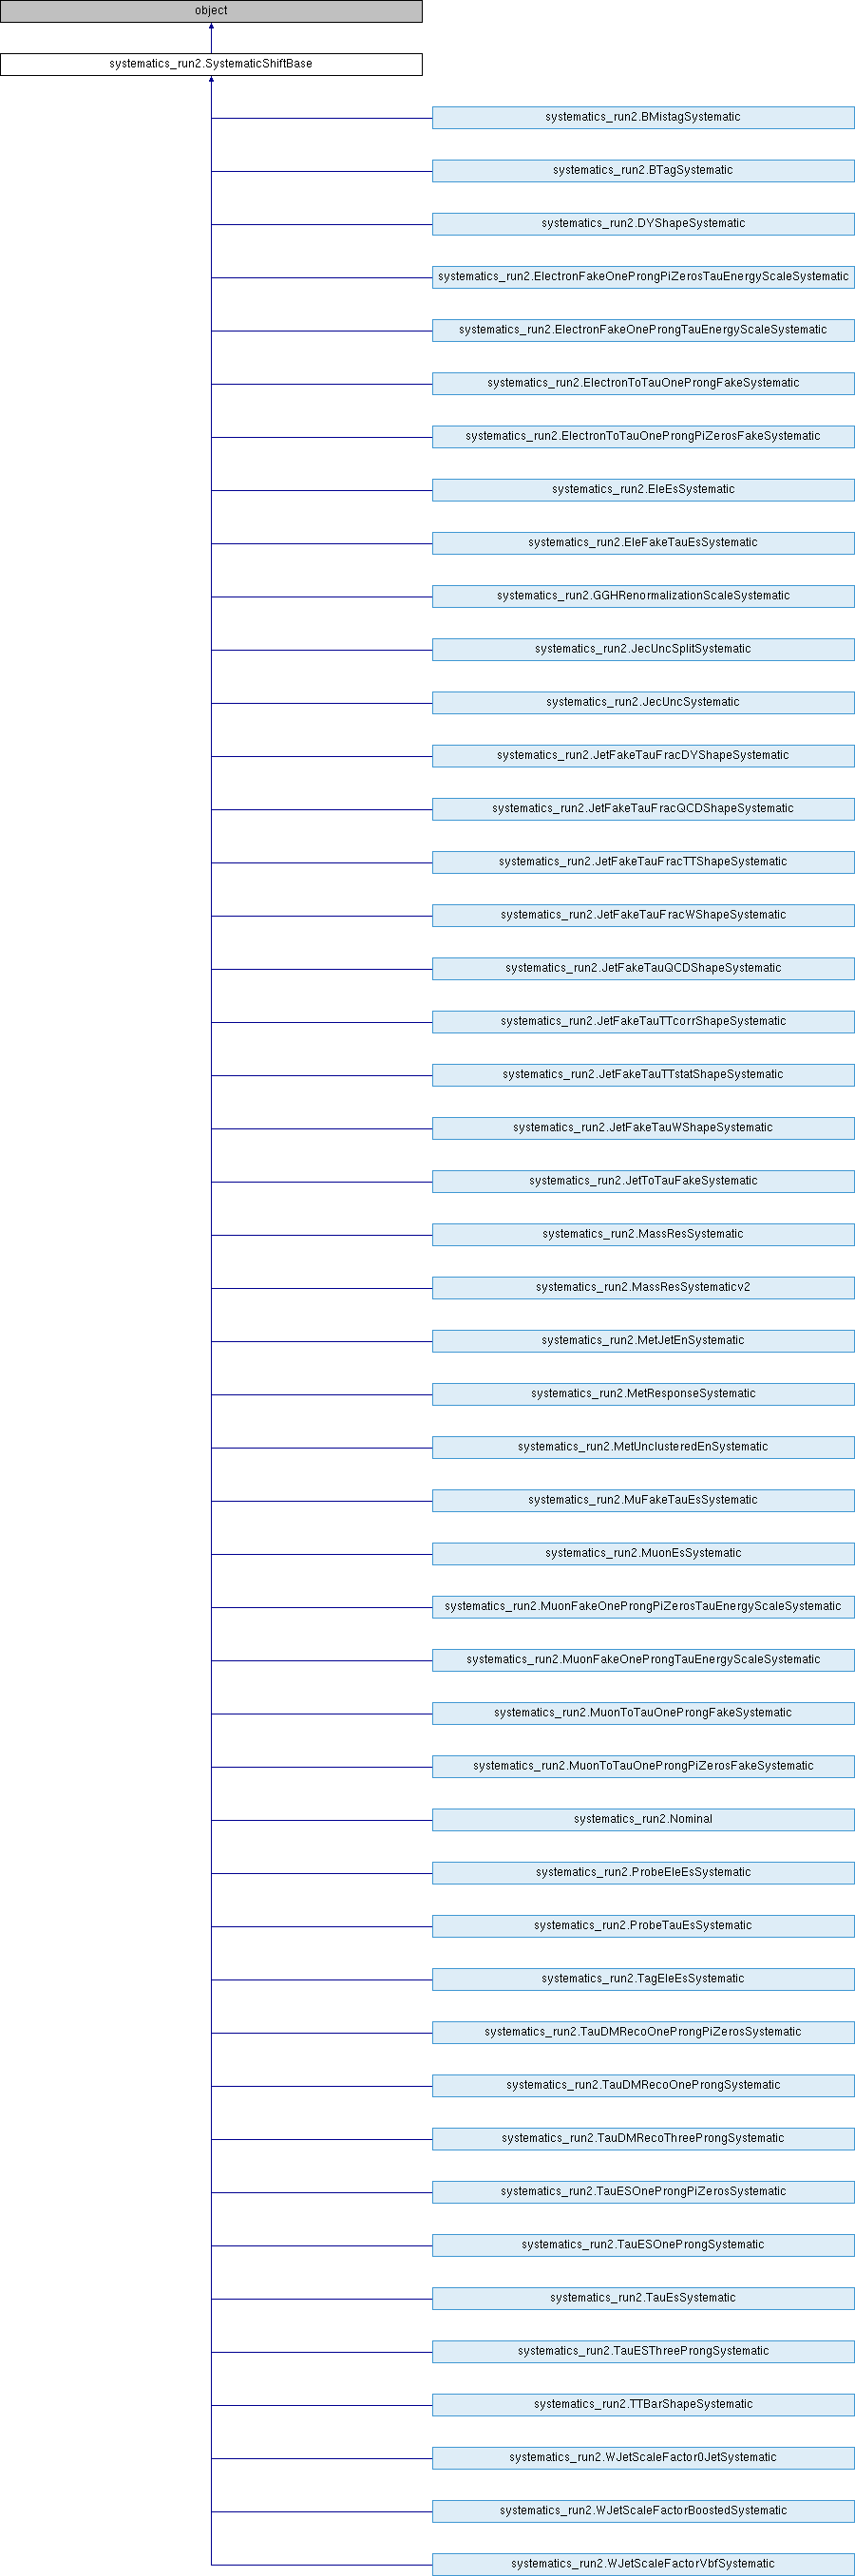 object
systematics_run2.SystematicShiftBase
systematics_run2.BMistagSystematic
systematics_run2.BTagSystematic
systematics_run2.DYShapeSystematic
systematics_run2.ElectronFakeOneProngPiZerosTauEnergyScaleSystematic
systematics_run2.ElectronFakeOneProngTauEnergyScaleSystematic
systematics_run2.ElectronToTauOneProngFakeSystematic
systematics_run2.ElectronToTauOneProngPiZerosFakeSystematic
systematics_run2.EleEsSystematic
systematics_run2.EleFakeTauEsSystematic
systematics_run2.GGHRenormalizationScaleSystematic
systematics_run2.JecUncSplitSystematic
systematics_run2.JecUncSystematic
systematics_run2.JetFakeTauFracDYShapeSystematic
systematics_run2.JetFakeTauFracQCDShapeSystematic
systematics_run2.JetFakeTauFracTTShapeSystematic
systematics_run2.JetFakeTauFracWShapeSystematic
systematics_run2.JetFakeTauQCDShapeSystematic
systematics_run2.JetFakeTauTTcorrShapeSystematic
systematics_run2.JetFakeTauTTstatShapeSystematic
systematics_run2.JetFakeTauWShapeSystematic
systematics_run2.JetToTauFakeSystematic
systematics_run2.MassResSystematic
systematics_run2.MassResSystematicv2
systematics_run2.MetJetEnSystematic
systematics_run2.MetResponseSystematic
systematics_run2.MetUnclusteredEnSystematic
systematics_run2.MuFakeTauEsSystematic
systematics_run2.MuonEsSystematic
systematics_run2.MuonFakeOneProngPiZerosTauEnergyScaleSystematic
systematics_run2.MuonFakeOneProngTauEnergyScaleSystematic
systematics_run2.MuonToTauOneProngFakeSystematic
systematics_run2.MuonToTauOneProngPiZerosFakeSystematic
systematics_run2.Nominal
systematics_run2.ProbeEleEsSystematic
systematics_run2.ProbeTauEsSystematic
systematics_run2.TagEleEsSystematic
systematics_run2.TauDMRecoOneProngPiZerosSystematic
systematics_run2.TauDMRecoOneProngSystematic
systematics_run2.TauDMRecoThreeProngSystematic
systematics_run2.TauESOneProngPiZerosSystematic
systematics_run2.TauESOneProngSystematic
systematics_run2.TauEsSystematic
systematics_run2.TauESThreeProngSystematic
systematics_run2.TTBarShapeSystematic
systematics_run2.WJetScaleFactor0JetSystematic
systematics_run2.WJetScaleFactorBoostedSystematic
systematics_run2.WJetScaleFactorVbfSystematic